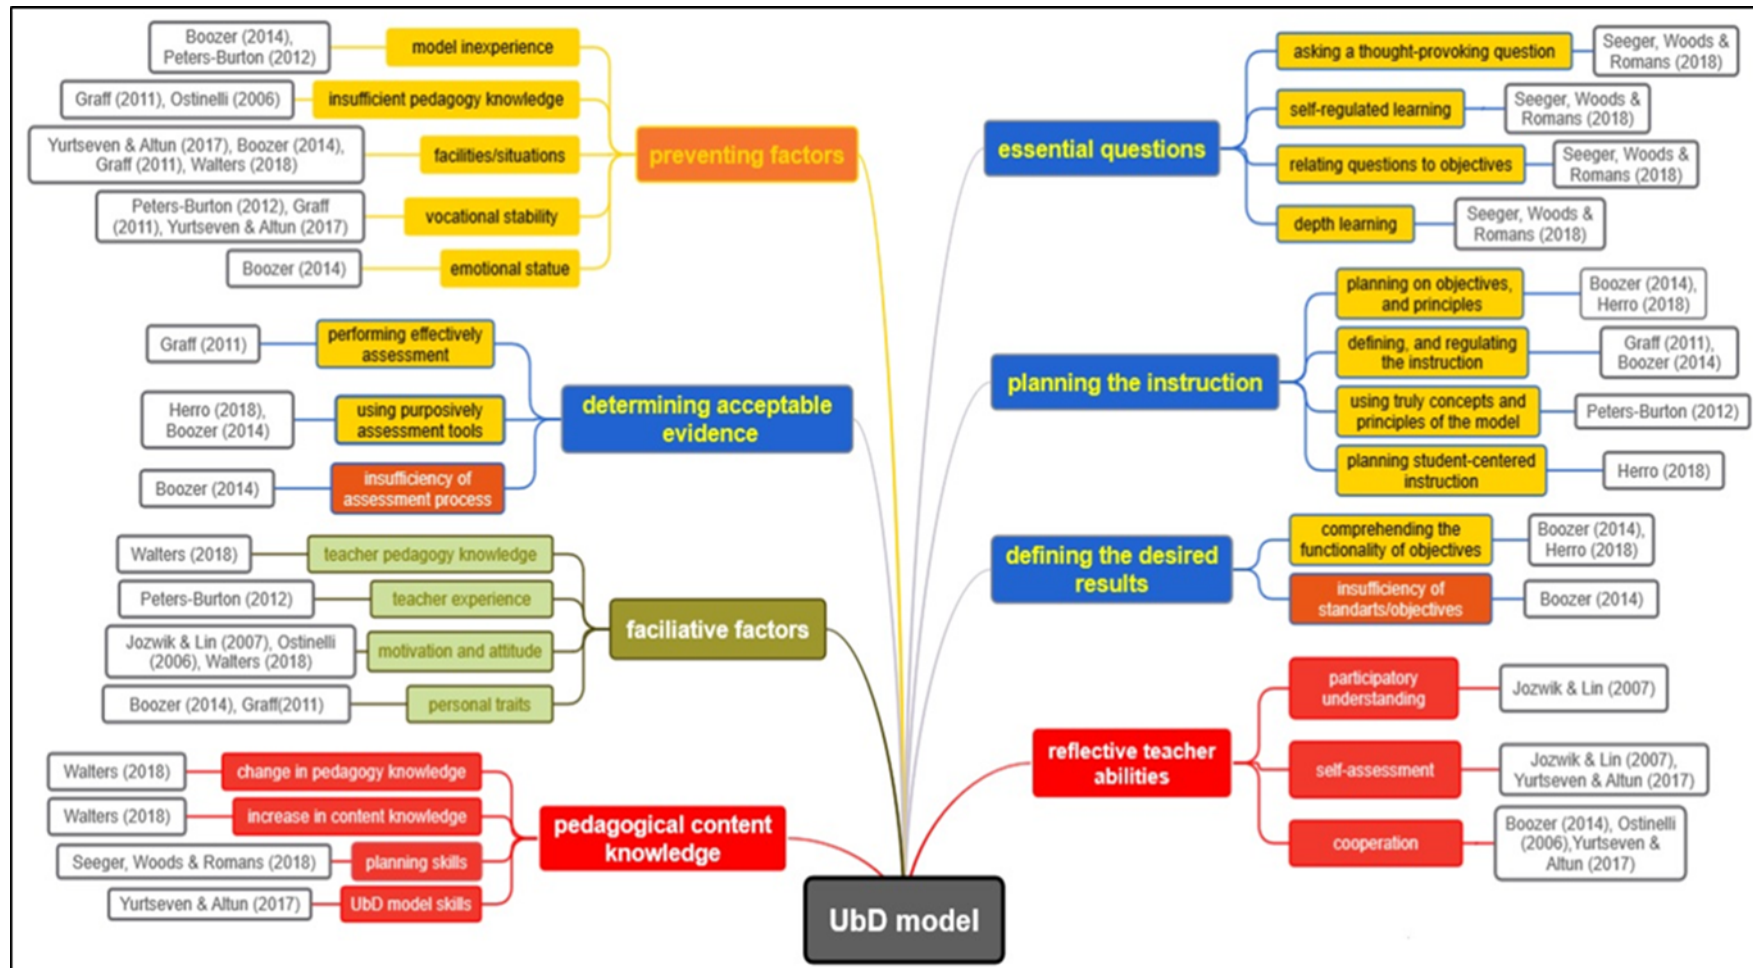 Boozer (2014),
Peters-Burton (2012)
model inexperience
Graff (2011), Ostinelli (2006)
insufficient pedagogy knowledge
Yurtseven & Altun (2017), Boozer (2014),
Graff (2011), Walters (2018)
facilities/situations
Peters-Burton (2012), Graff
(2011), Yurtseven & Altun (2017)
vocational stability
Boozer (2014)
emotional statue
preventing factors
Graff (2011)
performing effectively
assessment
Herro (2018),
Boozer (2014)
using purposively
assessment tools
Boozer (2014)
insufficiency of
assessment process
determining acceptable
evidence
Walters (2018)
teacher pedagogy knowledge
Peters-Burton (2012)
teacher experience
Jozwik & Lin (2007), Ostinelli
(2006), Walters (2018)
motivation and attitude
Boozer (2014), Graff(2011)
personal traits
faciliative factors
Walters (2018)
change in pedagogy knowledge
Walters (2018)
increase in content knowledge
Seeger, Woods & Romans (2018)
planning skills
Yurtseven & Altun (2017)
UbD model skills
pedagogical content
knowledge
essential questions
asking a thought-provoking question
Seeger, Woods &
Romans (2018)
self-regulated learning
Seeger, Woods &
Romans (2018)
relating questions to objectives
Seeger, Woods &
Romans (2018)
depth learning
Seeger, Woods &
Romans (2018)
planning the instruction
planning on objectives,
and principles
Boozer (2014),
Herro (2018)
defining, and regulating
the instruction
Graff (2011),
Boozer (2014)
using truly concepts and
principles of the model
Peters-Burton (2012)
planning student-centered
instruction
Herro (2018)
defining the desired
results
comprehending the
functionality of objectives
Boozer (2014),
Herro (2018)
insufficiency of
standarts/objectives
Boozer (2014)
reflective teacher
abilities
participatory
understanding
Jozwik & Lin (2007)
self-assessment
Jozwik & Lin (2007),
Yurtseven & Altun (2017)
cooperation
Boozer (2014), Ostinelli
(2006),Yurtseven &
Altun (2017)
UbD model